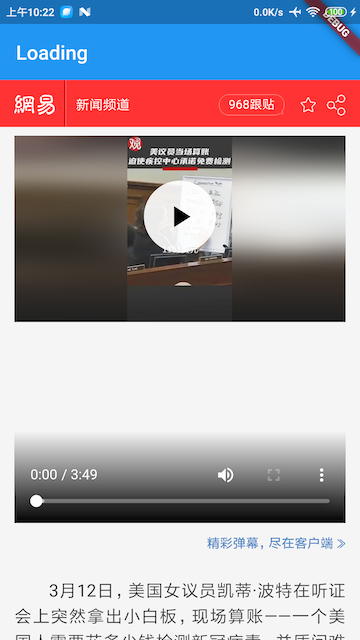 上午10:22
0.0K/s
100
DEBUG
Loading
網易
新闻频道
968跟贴
观
美议员当场算账
迫使疾控中心承诺免费检测
0:00 / 3:49
精彩弹幕,尽在客户端
3月12日,美国女议员凯蒂·波特在听证
会上突然拿出小白板,现场算账——一个美
国人需要花多少钱检测新冠病毒,并质问难